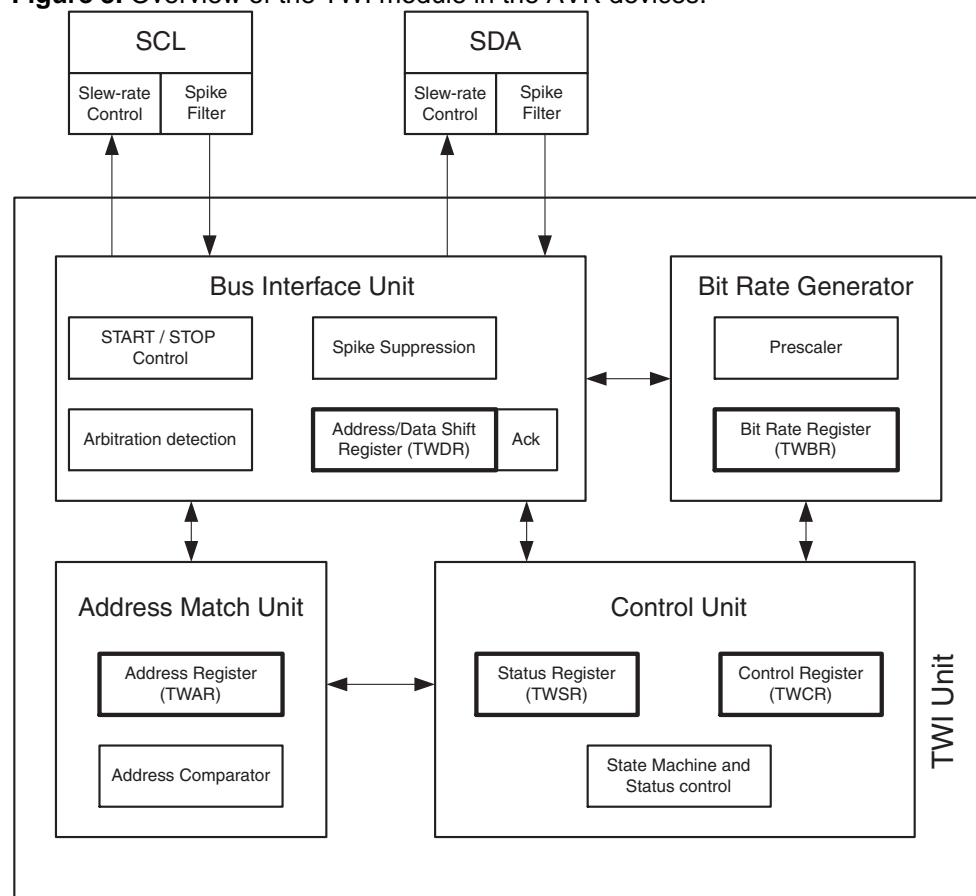 Figure 3. Overview of the TWI module in the AVR devices.
SCL
Slew-rate
Control
Spike
Filter
SDA
Slew-rate
Control
Spike
Filter
Bus Interface Unit
START / STOP
Control
Spike Suppression
Arbitration detection
Address/Data Shift
Register (TWDR)
Ack
Bit Rate Generator
Prescaler
Bit Rate Register
(TWBR)
Address Match Unit
Address Register
(TWAR)
Address Comparator
Control Unit
Status Register
(TWSR)
Control Register
(TWCR)
State Machine and
Status control
TWI Unit